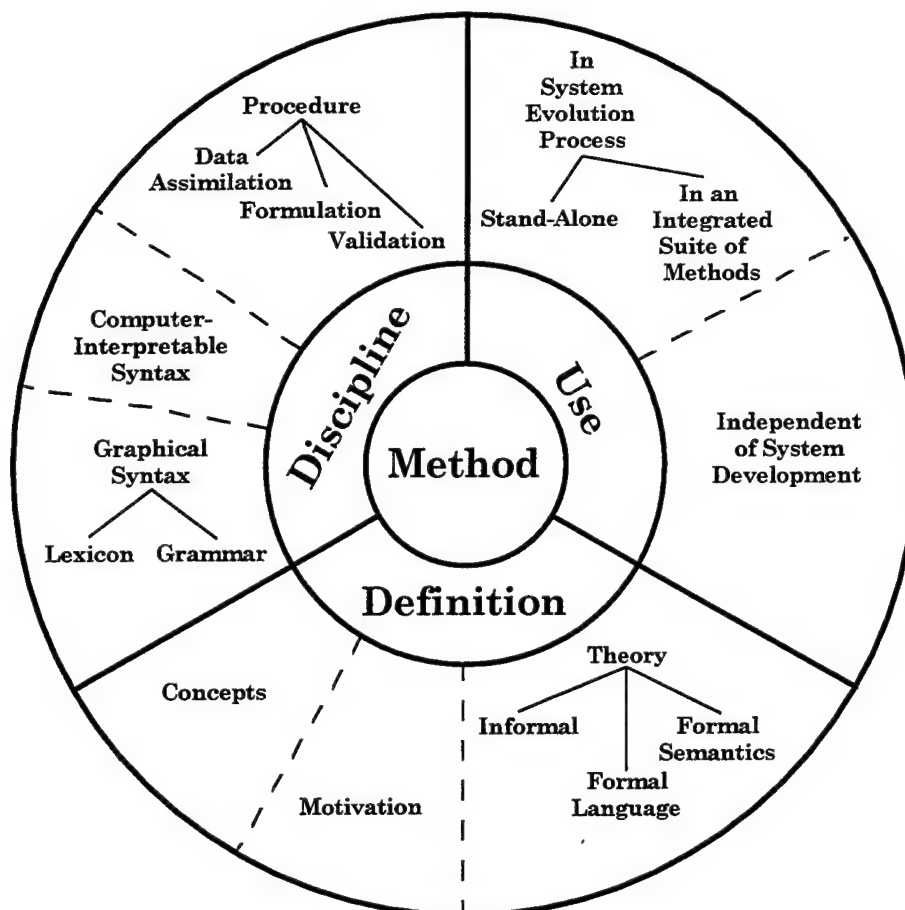 Procedure
Data
Assimilation
Formulation
Validation
In
System
Evolution
Process
Stand-Alone
In an
Integrated
Suite of
Methods
Computer-
Interpretable
Syntax
Graphical
Syntax
Lexicon
Grammar
Discipline
Use
Method
Definition
Independent
of System
Development
Concepts
Motivation
Theory
Informal
Formal
Language
Formal
Semantics